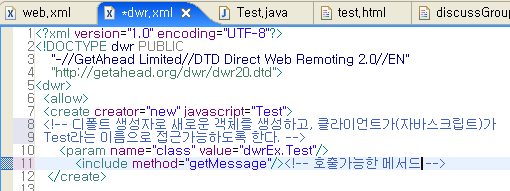 web,xml *dwr,xml Test,java test,html discussGroup
1 <?xml version="1.0" encoding="UTF-8"?>
2 <!DOCTYPE dwr PUBLIC
3 "-//GetAhead Limited//DTD Direct Web Remoting 2.0//EN"
4 "http://getahead.org/dwr/dwr20.dtd">
5 <dwr>
6 <allow>
7 <create creator="new" javascript="Test">
8 <!-- 디폴트 생성자로 새로운 객체를 생성하고, 클라이언트가(자바스크립트)가
9 Test라는 이름으로 접근가능하도록 한다. -->
10 <param name="class" value="dwrEx.Test"/>
11 <include method="getMessage"/><!-- 호출가능한 메서드-->
12 </create>